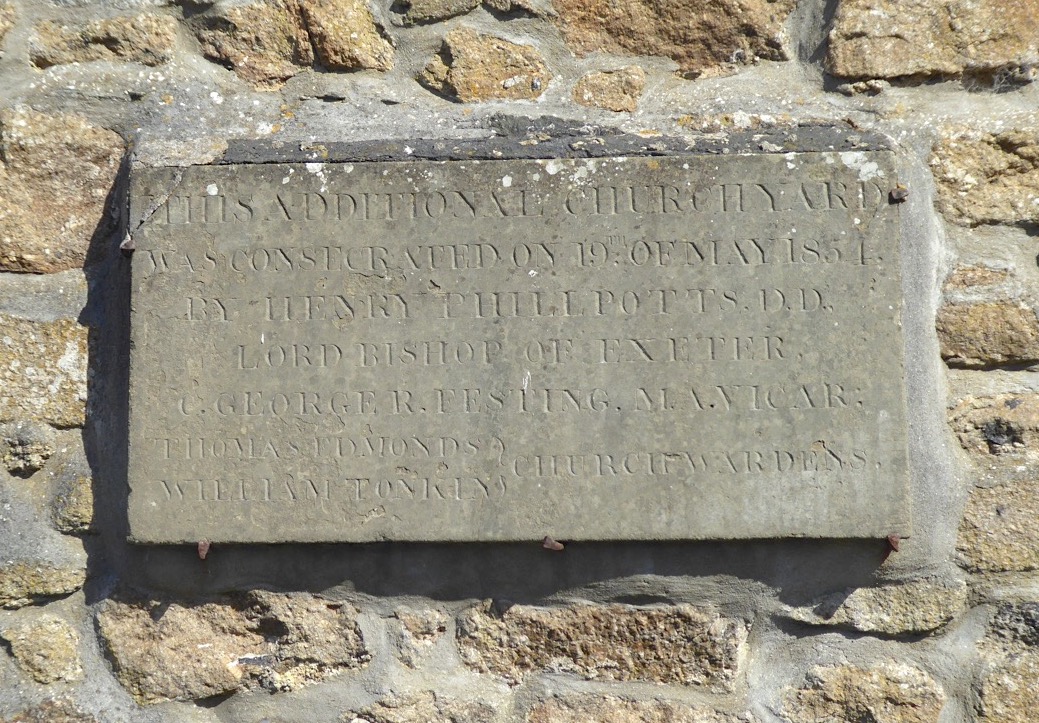 THIS ADDITIONAL CHURCHYARD
WAS CONSECRATED ON 19TH OF MAY 1854.
BY HENRY PHILLPOTTS. D.D.
LORD BISHOP OF EXETER,
C. GEORGE R. FESTING. M.A. VICAR;
THOMAS EDMONDS } CHURCHWARDENS.
WILLIAM TONKIN }